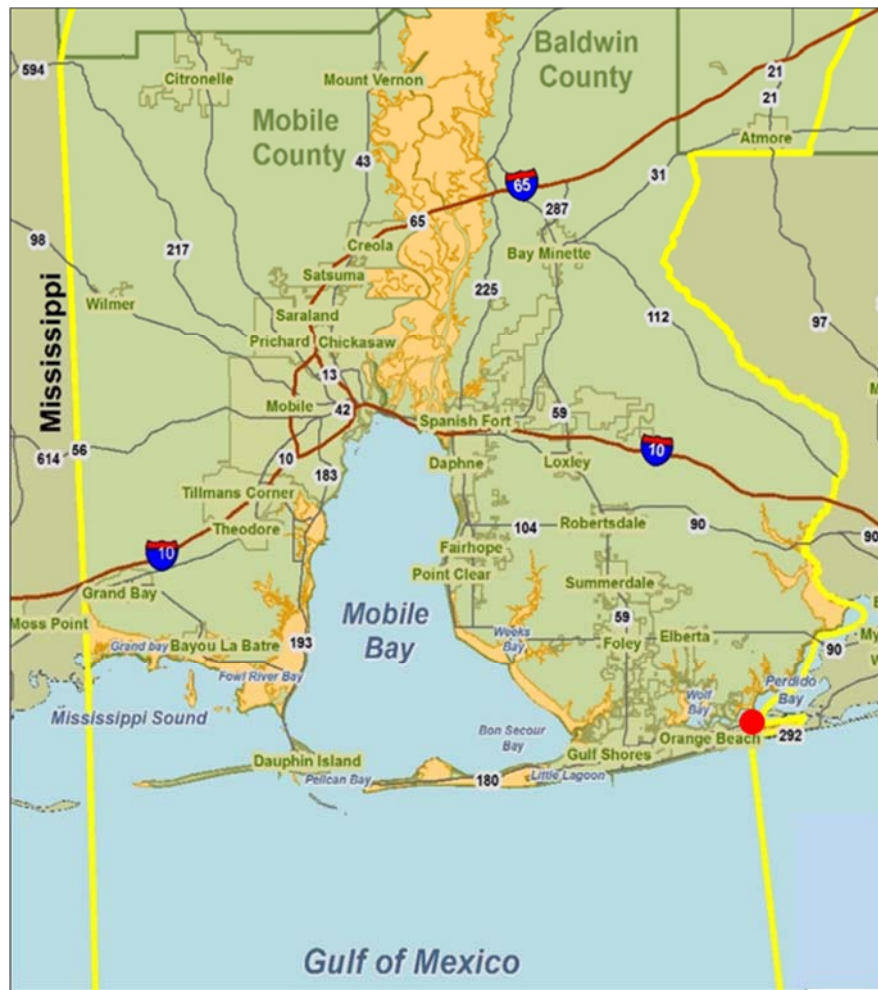 Baldwin
County
21
594
Citronelle
Mount Vernon
21
Mobile
County
Atmore
43
31
65
287
65
98
Creola
217
Bay Minette
Satsuma
225
Mississippi
Wilmer
Saraland
112
97
Prichard
Chickasaw
13
Mobile
42
Spanish Fort
59
614
56
10
10
183
Daphne
Loxley
Tillmans Corner
Theodore
104
Robertsdale
90
90
10
Fairhope
Point Clear
Summerdale
Grand Bay
Moss Point
Mobile
Bay
59
Grand bay
Bayou La Batre
193
Weeks
Bay
Foley
Elberta
90
My
Fowl River Bay
Perdido
Bay
Wolf
Bay
Mississippi Sound
Bon Secour
Bay
Orange Beach
292
Dauphin Island
Gulf Shores
Pelican Bay
180
Little Lagoon
Gulf of Mexico